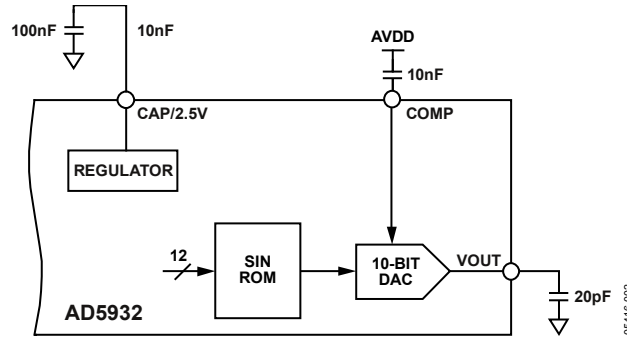 100nF
10nF
AVDD
10nF
CAP/2.5V
COMP
REGULATOR
12
SIN
ROM
10-BIT
DAC
VOUT
20pF
AD5932